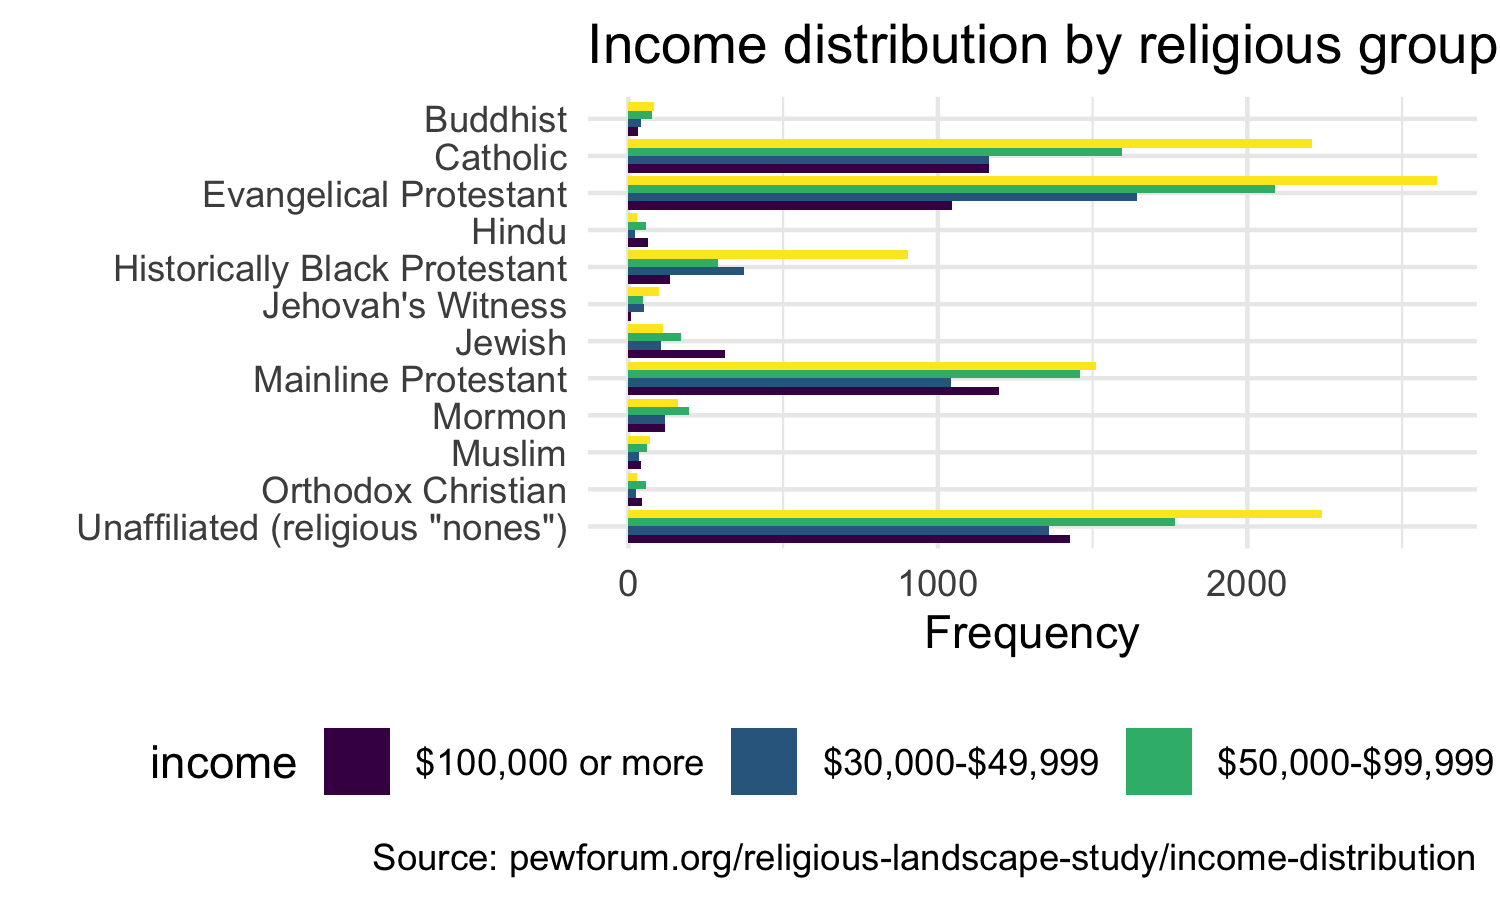 Income distribution by religious group
Buddhist
Catholic
Evangelical Protestant
Hindu
Historically Black Protestant
Jehovah's Witness
Jewish
Mainline Protestant
Mormon
Muslim
Orthodox Christian
Unaffiliated (religious "nones")
0 1000 2000
Frequency
income $100,000 or more $30,000-$49,999 $50,000-$99,999
Source: pewforum.org/religious-landscape-study/income-distribution